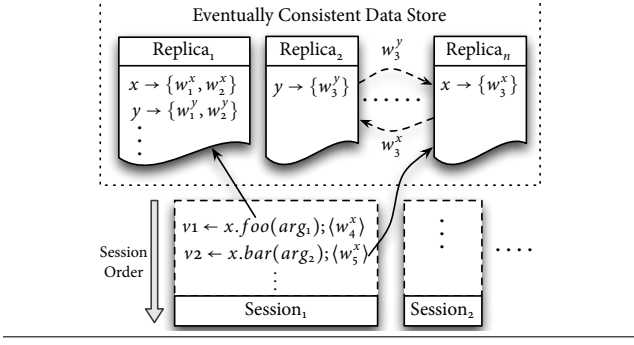 Eventually Consistent Data Store
Replica₁ Replica₂ Replicaₙ
x → {w₁ˣ, w₂ˣ}
y → {w₁ʸ, w₂ʸ}
⋮
y → {w₃ʸ}
w₃ʸ
......
w₃ˣ
x → {w₃ˣ}
Session
Order
v1 ← x.foo(arg₁);⟨w₄ˣ⟩
v2 ← x.bar(arg₂);⟨w₅ˣ⟩
⋮
Session₁
⋮
Session₂
....